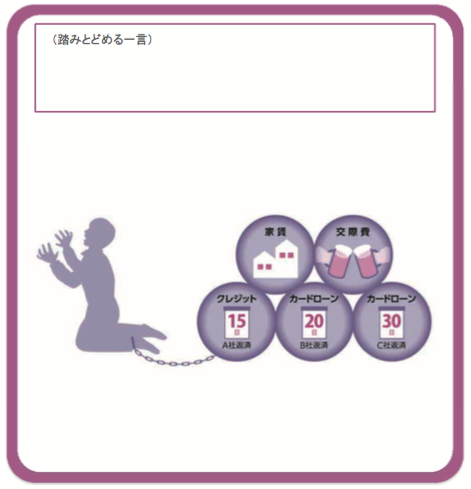 （踏みとどめる一言）
家賃
交際費
クレジット
15
日
A社返済
カードローン
20
日
B社返済
カードローン
30
日
C社返済